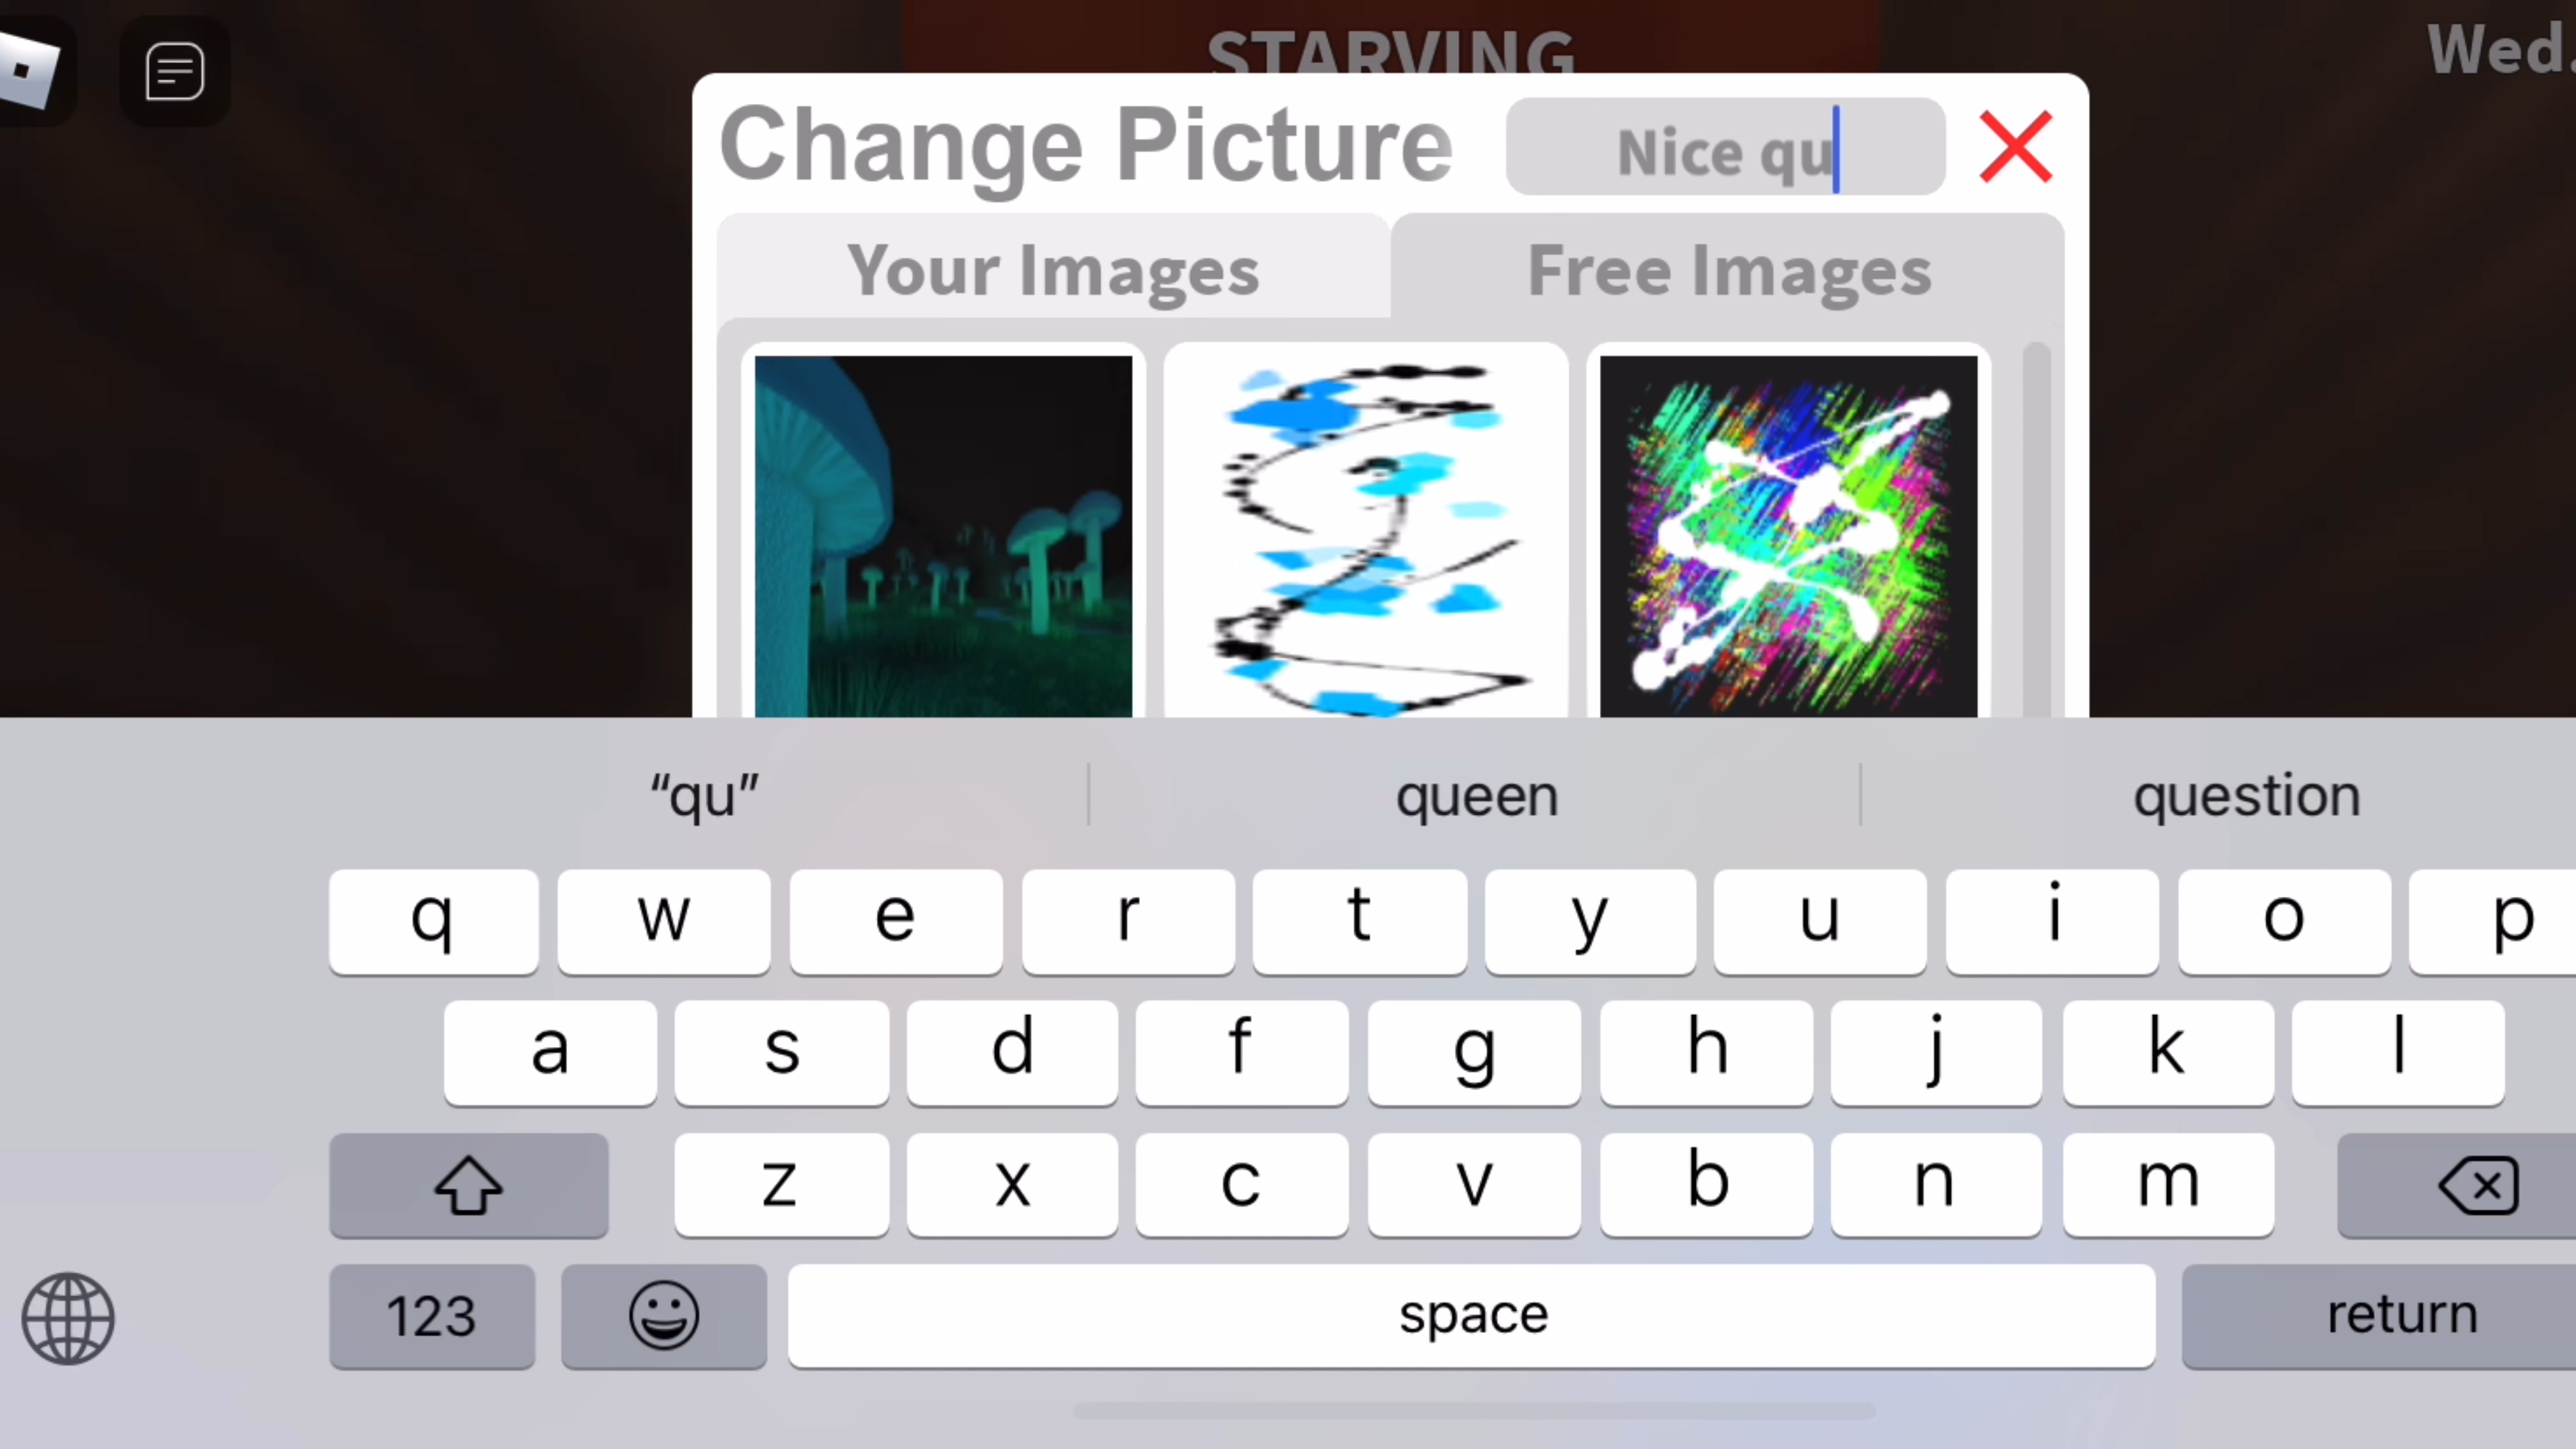 STARVING
Wed.
Change Picture
Nice qu
Your Images
Free Images
“qu”
queen
question
q w e r t y u i o p
a s d f g h j k l
z x c v b n m
123
space
return